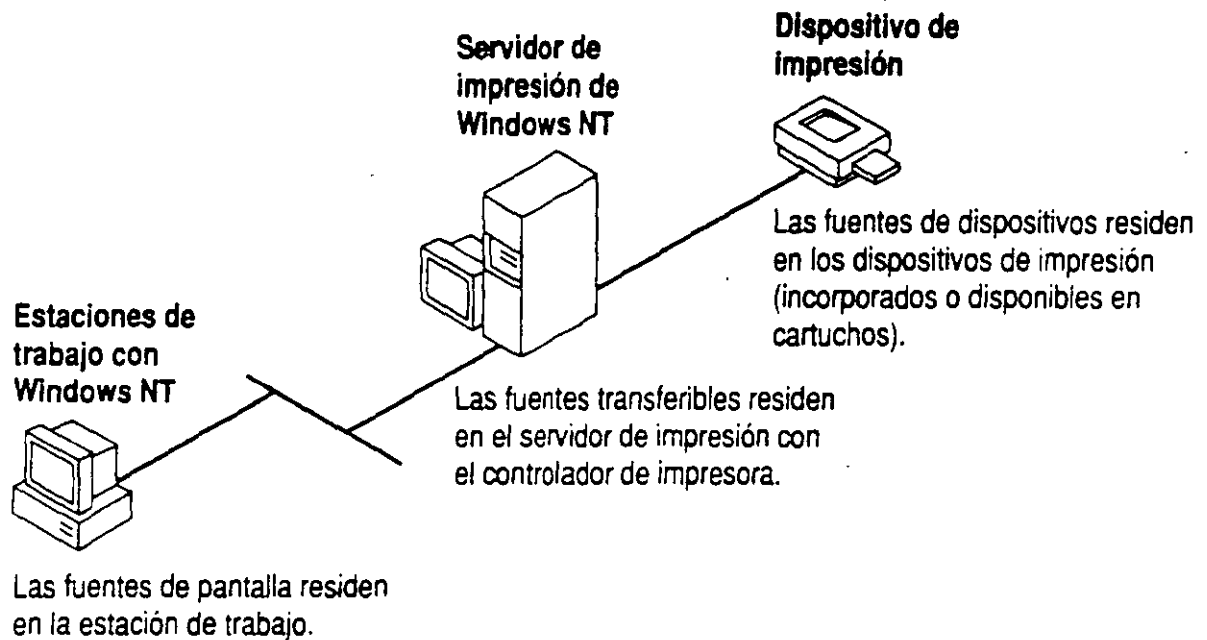 Dispositivo de
impresión
Servidor de
impresión de
Windows NT
Las fuentes de dispositivos residen
en los dispositivos de impresión
(incorporados o disponibles en
cartuchos).
Estaciones de
trabajo con
Windows NT
Las fuentes transferibles residen
en el servidor de impresión con
el controlador de impresora.
Las fuentes de pantalla residen
en la estación de trabajo.